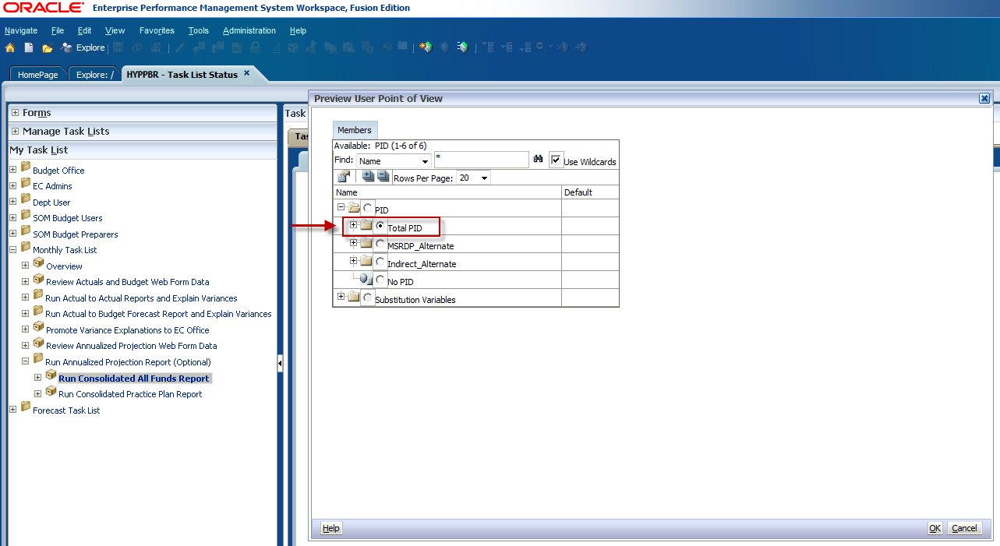 ORACLE Enterprise Performance Management System Workspace, Fusion Edition
Navigate File Edit View Favorites Tools Administration Help
Explore
HomePage Explore: / HYPPBR - Task List Status
Forms
Manage Task Lists
My Task List
Budget Office
EC Admins
Dept User
SOM Budget Users
SOM Budget Preparers
Monthly Task List
Overview
Review Actuals and Budget Web Form Data
Run Actual to Actual Reports and Explain Variances
Run Actual to Budget Forecast Report and Explain Variances
Promote Variance Explanations to EC Office
Review Annualized Projection Web Form Data
Run Annualized Projection Report (Optional)
Run Consolidated All Funds Report
Run Consolidated Practice Plan Report
Forecast Task List
Task
Tas
Preview User Point of View
Members
Available: PID (1-6 of 6)
Find: Name * Use Wildcards
Rows Per Page: 20
Name Default
PID
Total PID
MSRDP_Alternate
Indirect_Alternate
No PID
Substitution Variables
Help OK Cancel